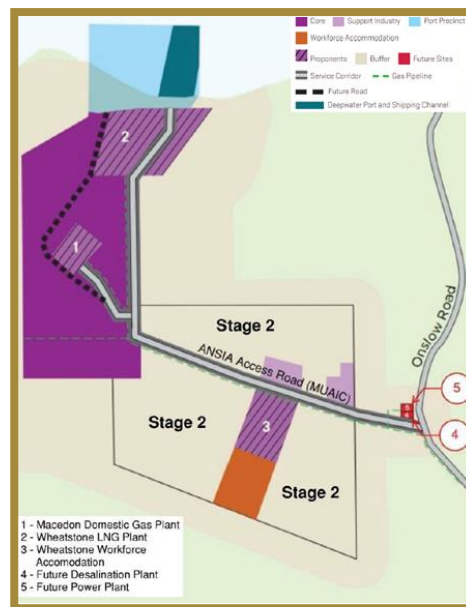 Core Support Industry Port Precinct
Workforce Accommodation
Proponents Buffer Future Sites
Service Corridor Gas Pipeline
Future Road
Deepwater Port and Shipping Channel
2
1
Stage 2
ANSIA Access Road (MUAIC)
Onslow Road
Stage 2
3
5
4
Stage 2
1 - Macedon Domestic Gas Plant
2 - Wheatstone LNG Plant
3 - Wheatstone Workforce
Accomodation
4 - Future Desalination Plant
5 - Future Power Plant